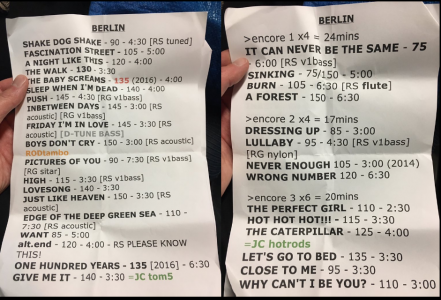 BERLIN
SHAKE DOG SHAKE - 90 - 4:30 [RS tuned]
FASCINATION STREET - 105 - 5:00
A NIGHT LIKE THIS - 120 - 4:00
THE WALK - 130 - 3:30
THE BABY SCREAMS - 135 (2016) - 4:00
SLEEP WHEN I'M DEAD - 140 - 4:00
PUSH - 145 - 4:30 [RG v1bass]
INBETWEEN DAYS - 145 - 3:00 [RS
acoustic] [RG v1bass]
FRIDAY I'M IN LOVE - 145 - 3:30 [RS
acoustic] [D-TUNE BASS]
BOYS DON'T CRY - 150 - 3:00 [RS acoustic]
RODtambo
PICTURES OF YOU - 90 - 7:30 [RS v1bass]
[RG sitar]
HIGH - 115 - 3:30 [RS v1bass]
LOVESONG - 140 - 3:30
JUST LIKE HEAVEN - 150 - 3:30 [RS
acoustic]
EDGE OF THE DEEP GREEN SEA - 110 -
7:30 [RS acoustic]
WANT 85 - 5:00
alt.end - 120 - 4:00 - RS PLEASE KNOW
THIS!
ONE HUNDRED YEARS - 135 [2016] - 6:30
GIVE ME IT - 140 - 3:30 =JC tom5
BERLIN
>encore 1 x4 = 24mins
IT CAN NEVER BE THE SAME - 75
- 6:00 [RS v1bass]
SINKING - 75/150 - 5:00
BURN - 105 - 6:30 [RS flute]
A FOREST - 150 - 6:30
>encore 2 x4 = 17mins
DRESSING UP - 85 - 3:00
LULLABY - 95 - 4:30 [RS v1bass]
[RG nylon]
NEVER ENOUGH 105 - 3:00 (2014)
WRONG NUMBER 120 - 6:30
>encore 3 x6 = 20mins
THE PERFECT GIRL - 110 - 2:30
HOT HOT HOT!!! - 115 - 3:30
THE CATERPILLAR - 125 - 4:00
=JC hotrods
LET'S GO TO BED - 135 - 3:30
CLOSE TO ME - 95 - 3:30
WHY CAN'T I BE YOU? - 110 - 3:00